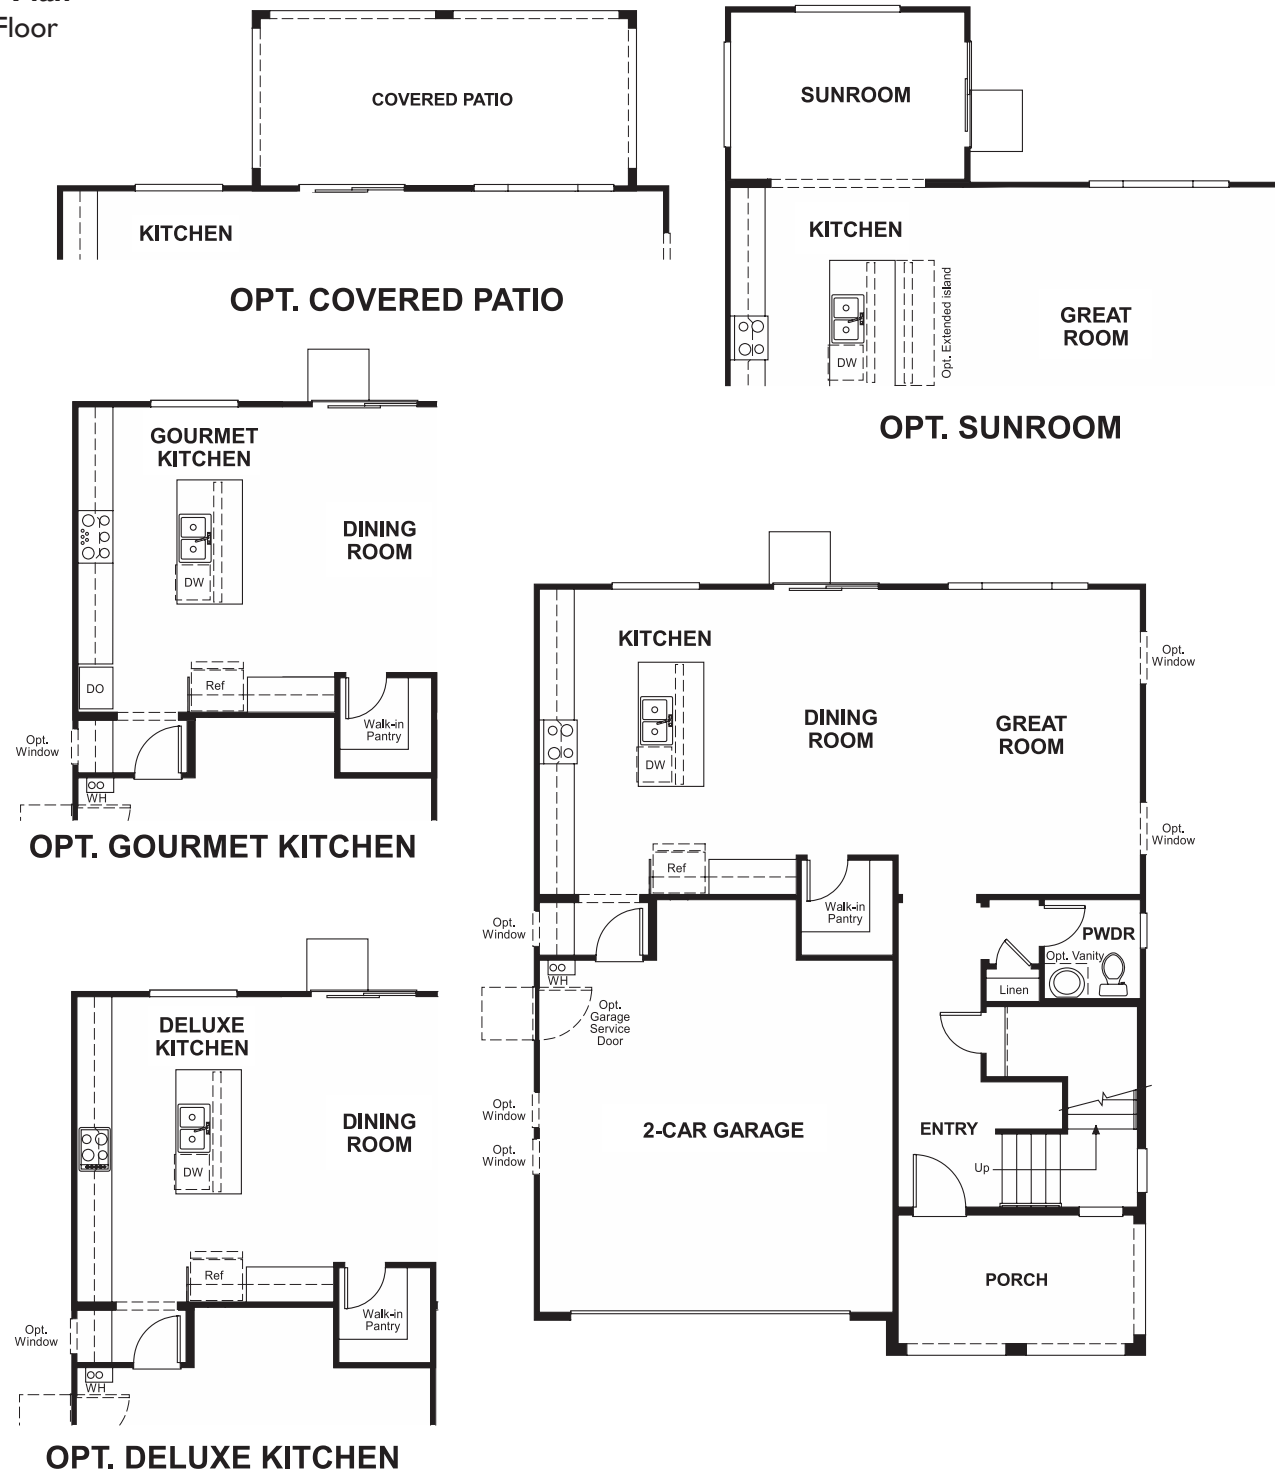 Plan
Floor
COVERED PATIO
KITCHEN
OPT. COVERED PATIO
SUNROOM
KITCHEN
DW
Opt. Extended island
GREAT
ROOM
OPT. SUNROOM
GOURMET
KITCHEN
DINING
ROOM
DW
DO
Ref
Walk-in
Pantry
Opt.
Window
WH
OPT. GOURMET KITCHEN
KITCHEN
DW
DINING
ROOM
GREAT
ROOM
Opt.
Window
Opt.
Window
Ref
Walk-in
Pantry
Opt.
Window
WH
Opt.
Garage
Service
Door
PWDR
Opt. Vanity
Linen
Opt.
Window
Opt.
Window
2-CAR GARAGE
ENTRY
Up
PORCH
DELUXE
KITCHEN
DINING
ROOM
DW
Ref
Walk-in
Pantry
Opt.
Window
WH
OPT. DELUXE KITCHEN